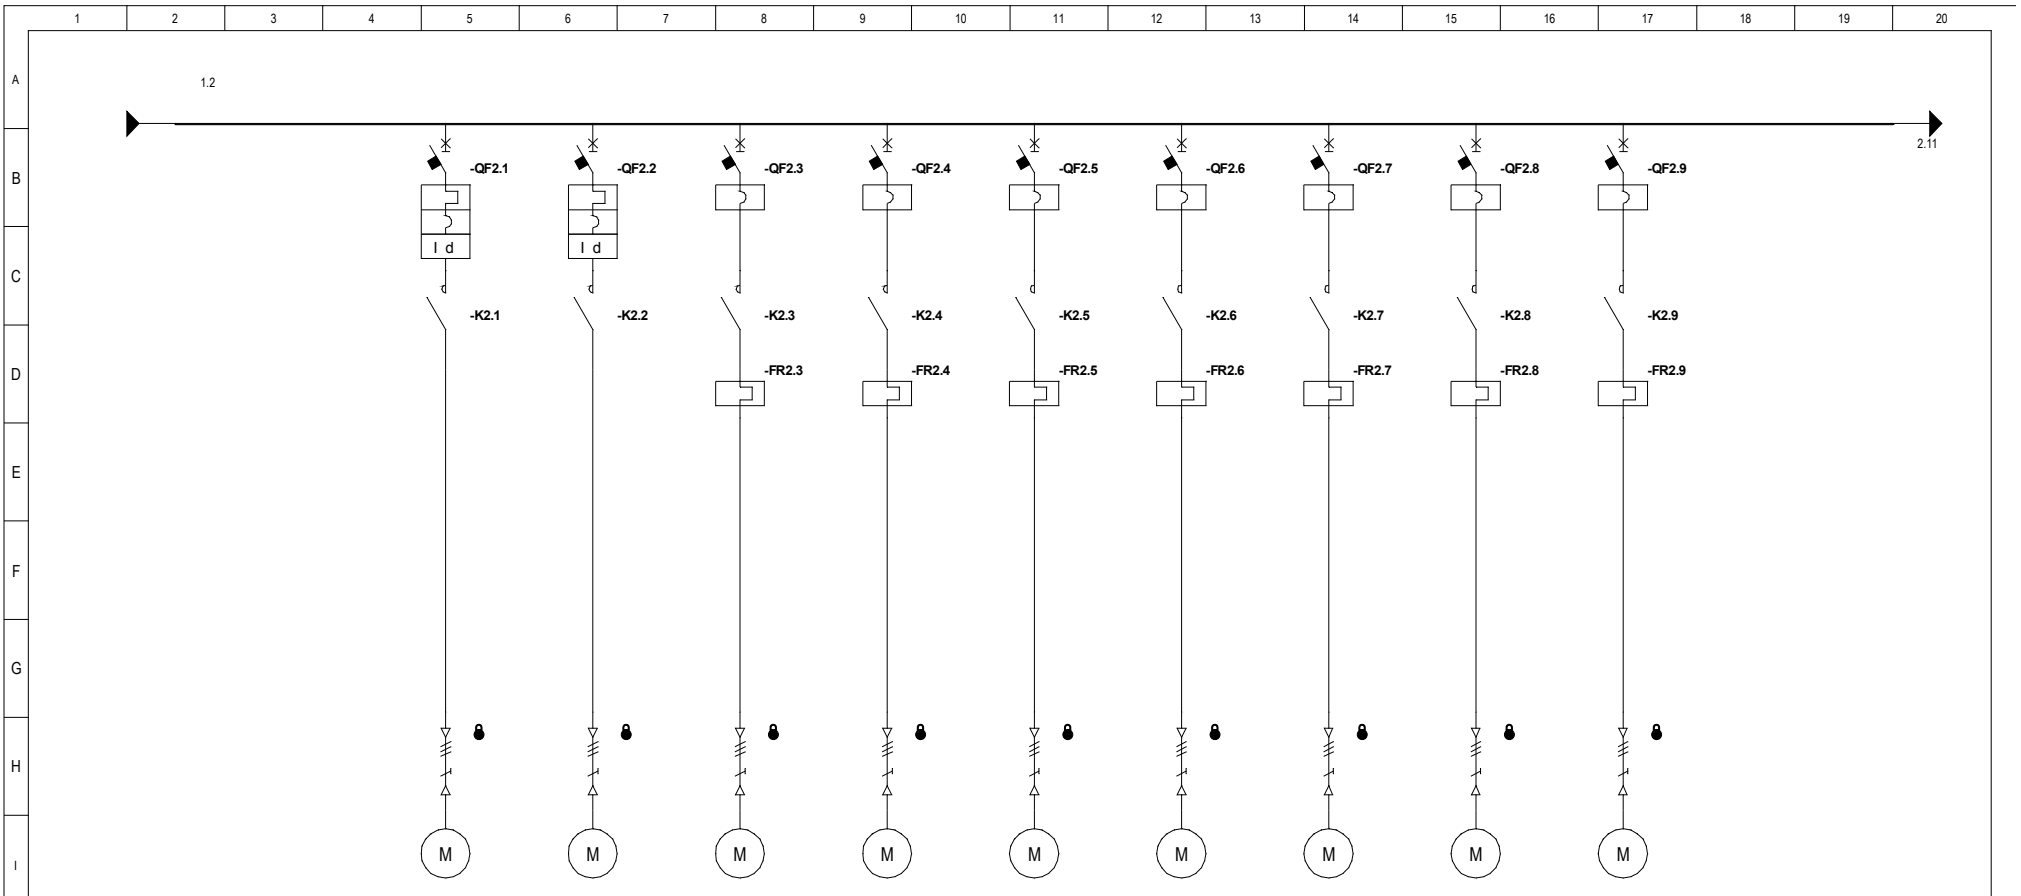 1 2 3 4 5 6 7 8 9 10 11 12 13 14 15 16 17 18 19 20
A
1.2
2.11
B
-QF2.1 -QF2.2 -QF2.3 -QF2.4 -QF2.5 -QF2.6 -QF2.7 -QF2.8 -QF2.9
I d I d
C
-K2.1 -K2.2 -K2.3 -K2.4 -K2.5 -K2.6 -K2.7 -K2.8 -K2.9
D
-FR2.3 -FR2.4 -FR2.5 -FR2.6 -FR2.7 -FR2.8 -FR2.9
E
F
G
H
I
M M M M M M M M M